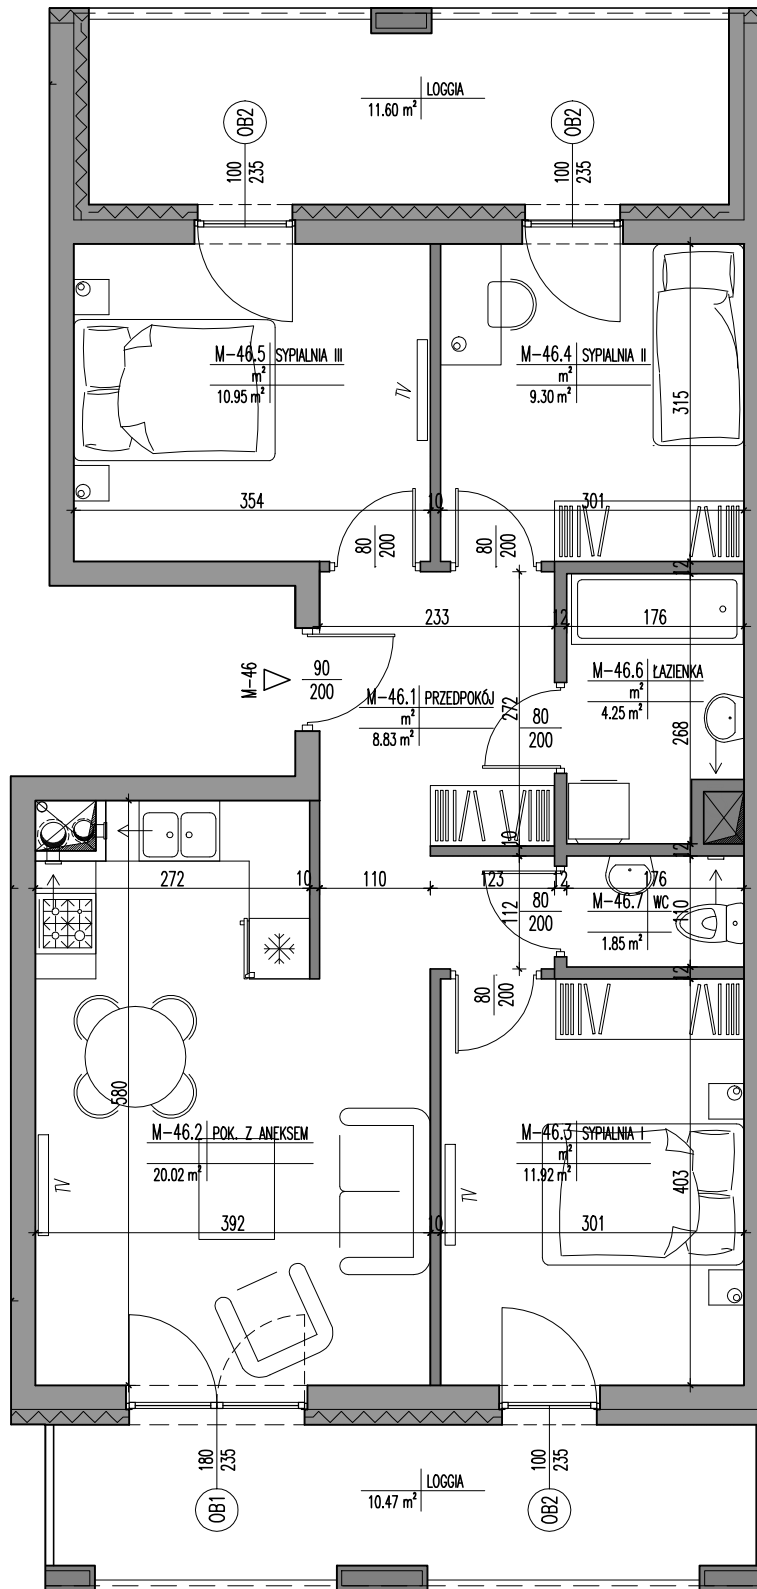 LOGGIA
11.60 m²
OB2
100
235
OB2
100
235
M-46.5 SYPIALNIA III
m²
10.95 m²
TV
M-46.4 SYPIALNIA II
m²
9.30 m²
315
354
10
301
80
200
80
200
12
233
12
176
M-46
90
200
M-46.1 PRZEDPOKÓJ
m²
8.83 m²
272
80
200
M-46.6 ŁAZIENKA
m²
4.25 m²
268
10
12
272
10
110
123
12
176
112
80
200
M-46.7 WC
1.85 m²
110
12
80
200
580
M-46.2 POK. Z ANEKSEM
20.02 m²
TV
M-46.3 SYPIALNIA I
m²
11.92 m²
TV
403
392
10
301
180
235
OB1
100
235
OB2
LOGGIA
10.47 m²